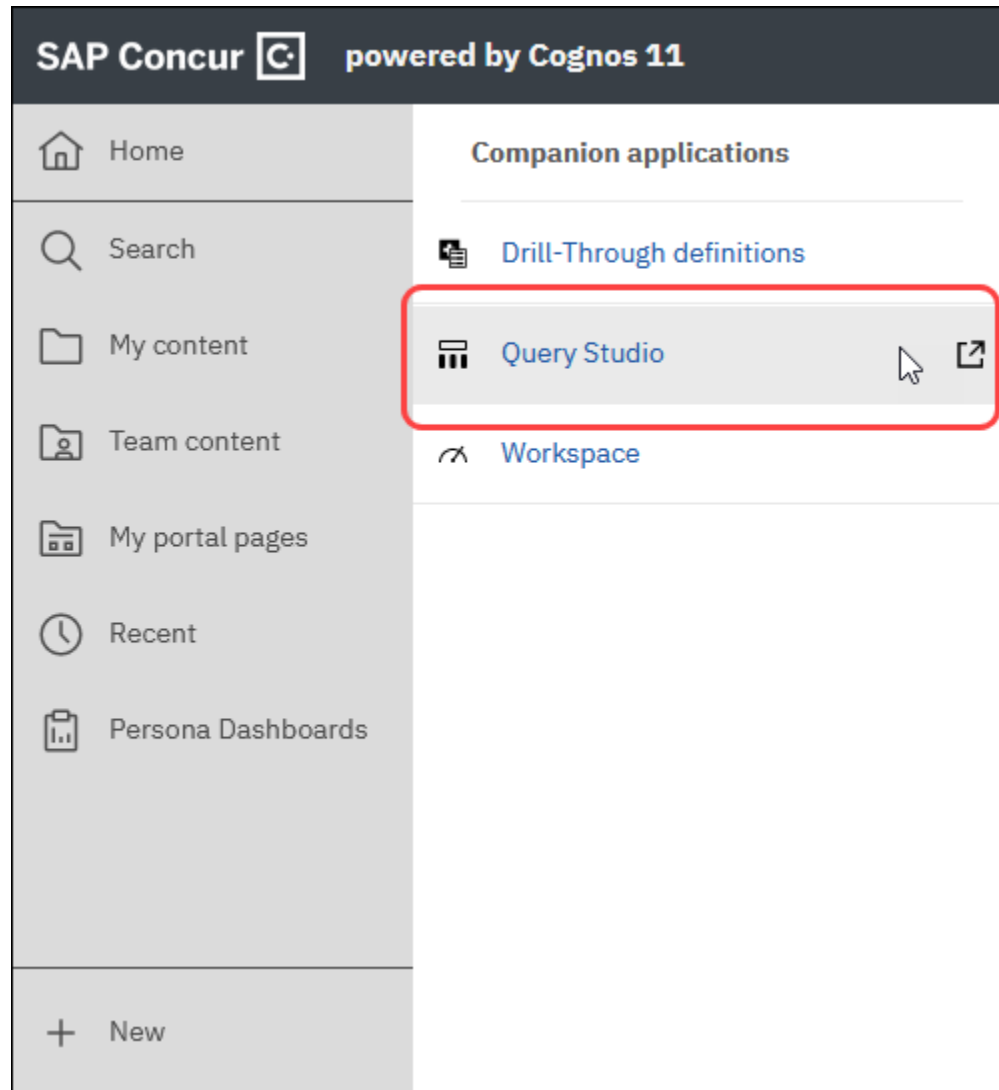 SAP Concur C. powered by Cognos 11
Home
Search
My content
Team content
My portal pages
Recent
Persona Dashboards
New
Companion applications
Drill-Through definitions
Query Studio
Workspace